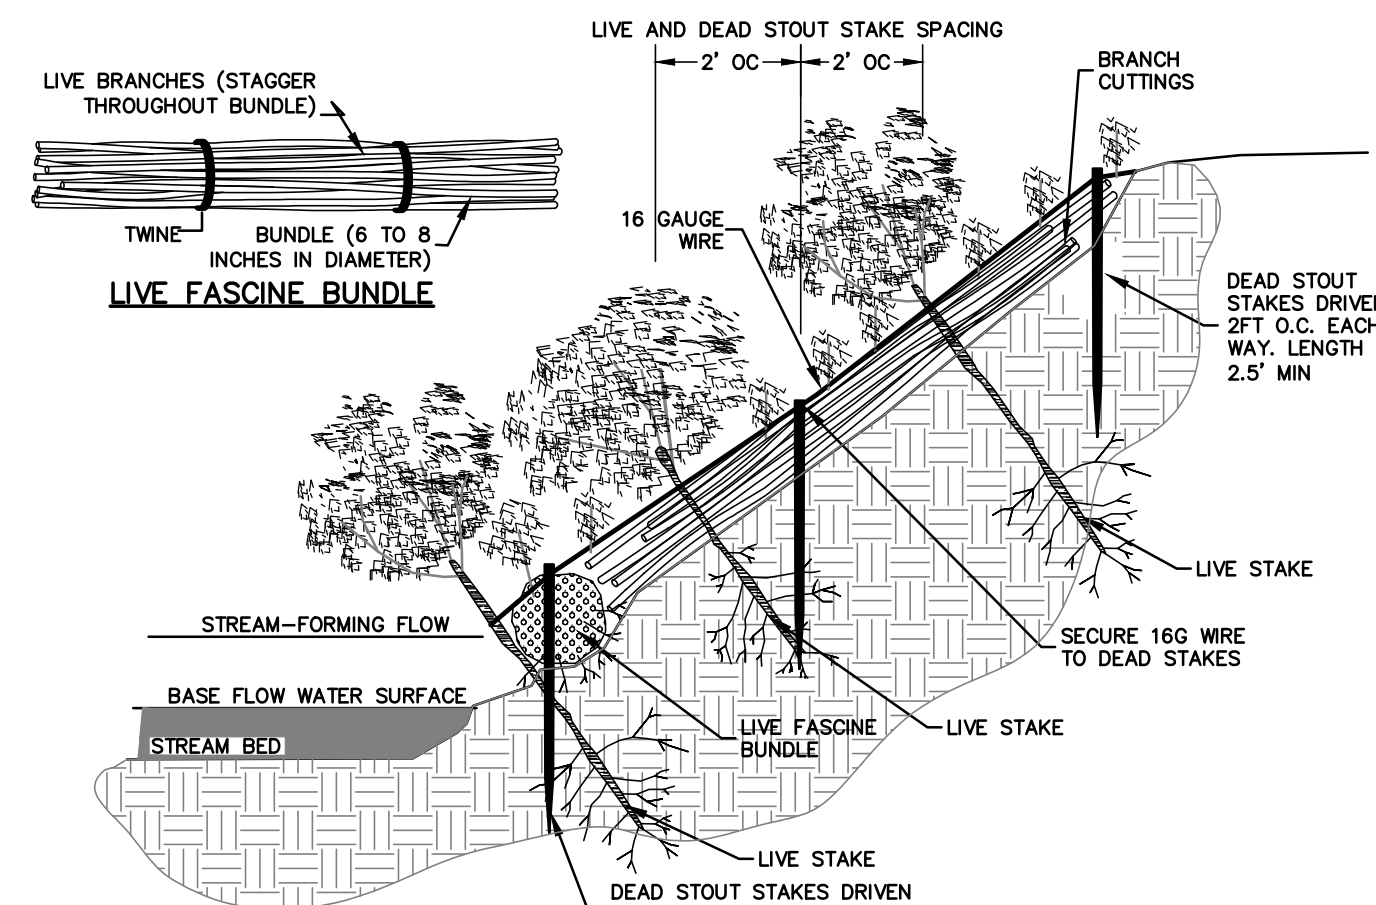 LIVE AND DEAD STOUT STAKE SPACING
2' OC
2' OC
LIVE BRANCHES (STAGGER
THROUGHOUT BUNDLE)
TWINE
BUNDLE (6 TO 8
INCHES IN DIAMETER)
LIVE FASCINE BUNDLE
BRANCH
CUTTINGS
16 GAUGE
WIRE
DEAD STOUT
STAKES DRIVE
2FT O.C. EACH
WAY. LENGTH
2.5' MIN
LIVE STAKE
STREAM-FORMING FLOW
SECURE 16G WIRE
TO DEAD STAKES
BASE FLOW WATER SURFACE
STREAM BED
LIVE FASCINE
BUNDLE
LIVE STAKE
LIVE STAKE
DEAD STOUT STAKES DRIVEN